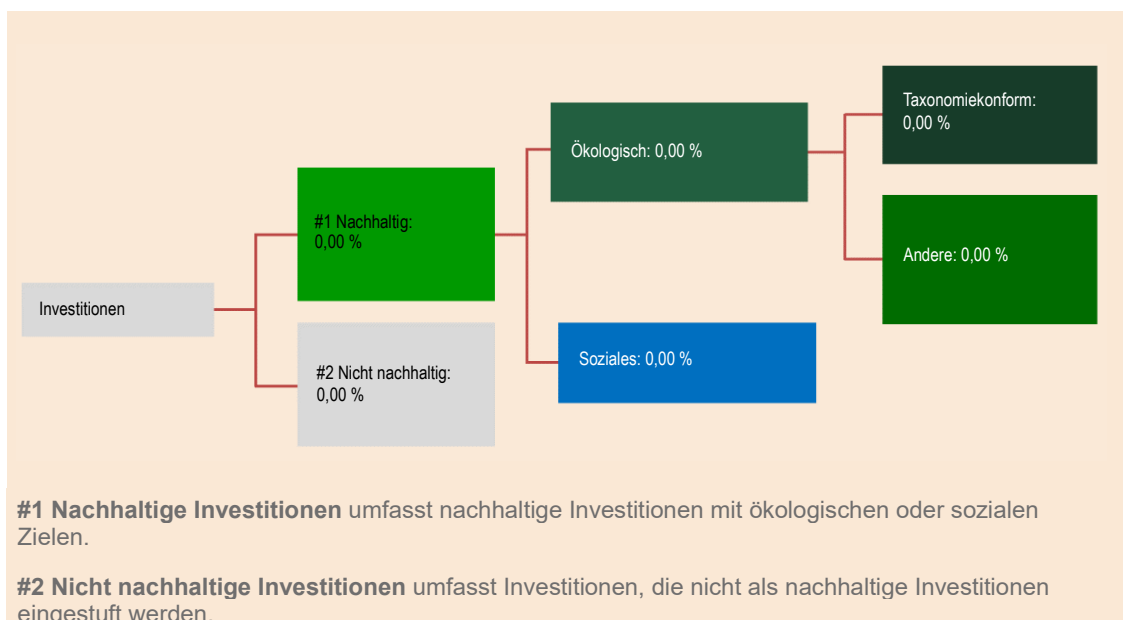 Taxonomiekonform:
0,00 %
Ökologisch: 0,00 %
#1 Nachhaltig:
0,00 %
Andere: 0,00 %
Investitionen
Soziales: 0,00 %
#2 Nicht nachhaltig:
0,00 %
#1 Nachhaltige Investitionen umfasst nachhaltige Investitionen mit ökologischen oder sozialen
Zielen.
#2 Nicht nachhaltige Investitionen umfasst Investitionen, die nicht als nachhaltige Investitionen
eingestuft werden.